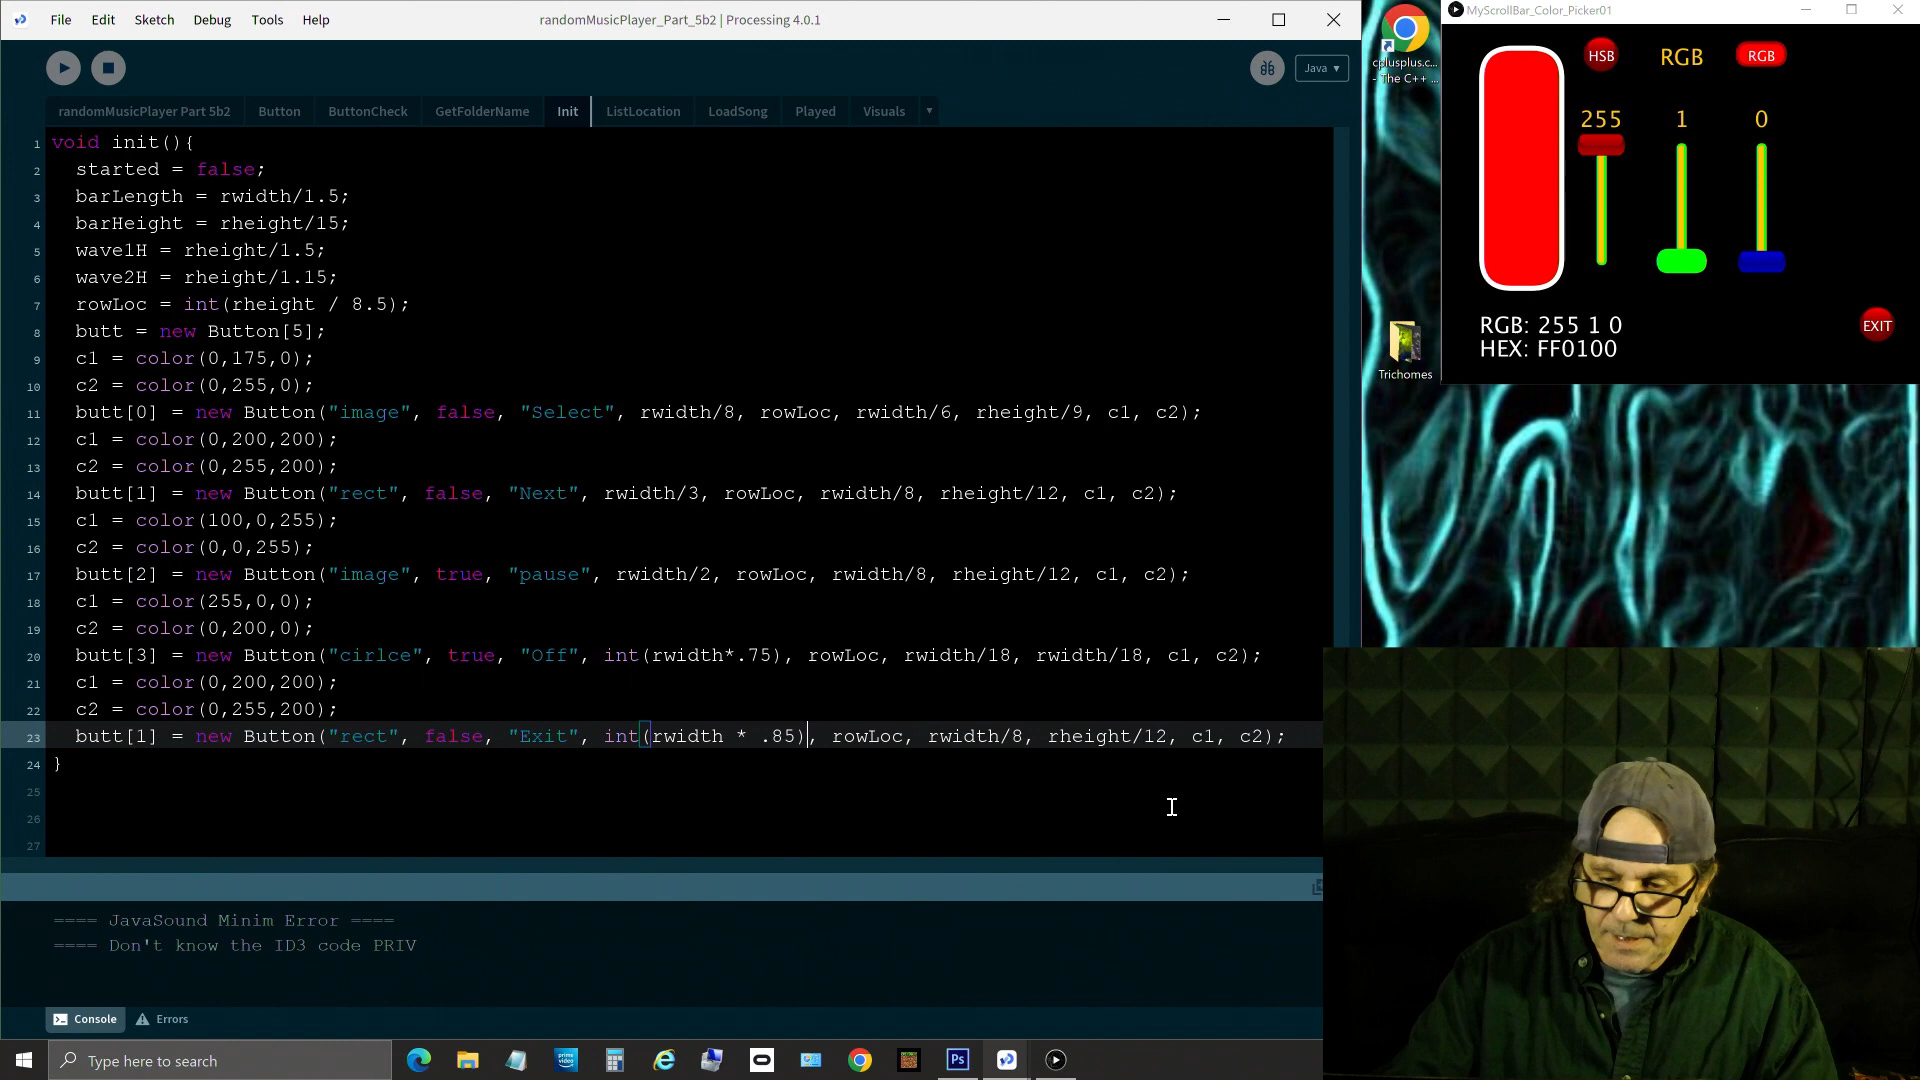 File Edit Sketch Debug Tools Help
randomMusicPlayer_Part_5b2 | Processing 4.0.1
Java ▾
randomMusicPlayer Part 5b2 Button ButtonCheck GetFolderName Init ListLocation LoadSong Played Visuals ▾
1 void init(){
2 started = false;
3 barLength = rwidth/1.5;
4 barHeight = rheight/15;
5 wave1H = rheight/1.5;
6 wave2H = rheight/1.15;
7 rowLoc = int(rheight / 8.5);
8 butt = new Button[5];
9 c1 = color(0,175,0);
10 c2 = color(0,255,0);
11 butt[0] = new Button("image", false, "Select", rwidth/8, rowLoc, rwidth/6, rheight/9, c1, c2);
12 c1 = color(0,200,200);
13 c2 = color(0,255,200);
14 butt[1] = new Button("rect", false, "Next", rwidth/3, rowLoc, rwidth/8, rheight/12, c1, c2);
15 c1 = color(100,0,255);
16 c2 = color(0,0,255);
17 butt[2] = new Button("image", true, "pause", rwidth/2, rowLoc, rwidth/8, rheight/12, c1, c2);
18 c1 = color(255,0,0);
19 c2 = color(0,200,0);
20 butt[3] = new Button("cirlce", true, "Off", int(rwidth*.75), rowLoc, rwidth/18, rwidth/18, c1, c2);
21 c1 = color(0,200,200);
22 c2 = color(0,255,200);
23 butt[1] = new Button("rect", false, "Exit", int(rwidth * .85), rowLoc, rwidth/8, rheight/12, c1, c2);
24 }
25
26
27
==== JavaSound Minim Error ====
==== Don't know the ID3 code PRIV
Console Errors
Type here to search
prime video
Ps
cplusplus.c...
- The C++ ...
Trichomes
MyScrollBar_Color_Picker01
HSB RGB RGB
255 1 0
RGB: 255 1 0
HEX: FF0100
EXIT